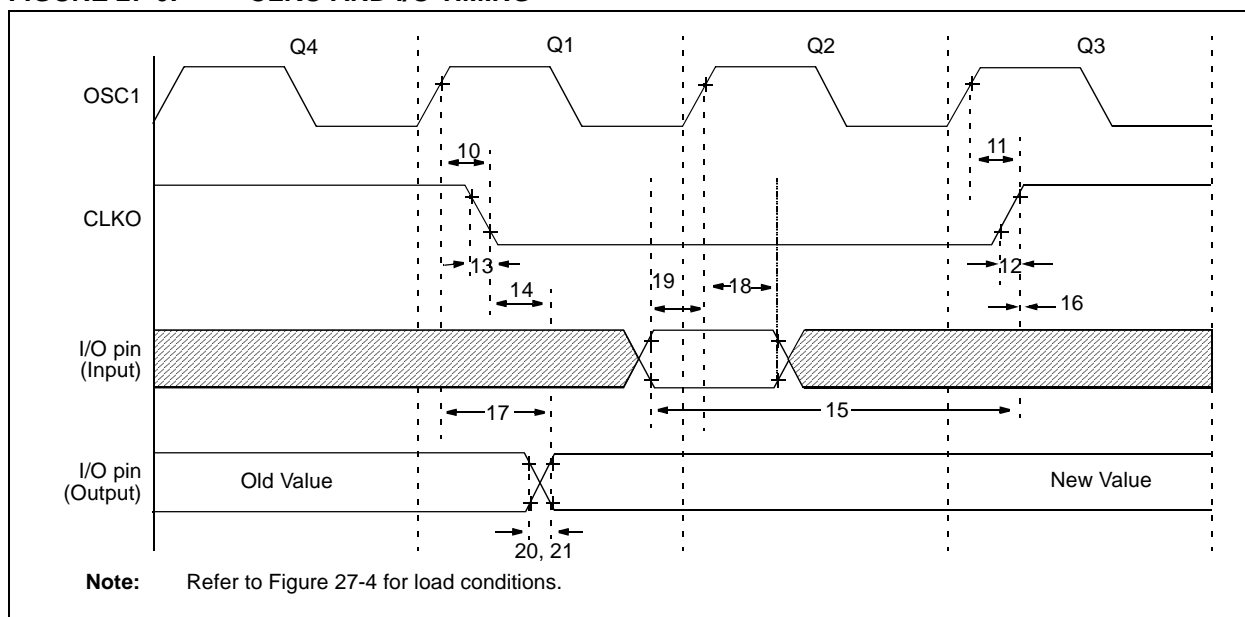 Q4 Q1 Q2 Q3
OSC1
10 11
CLKO
13 12
14 19 18 16
I/O pin
(Input)
17 15
I/O pin
(Output)
Old Value New Value
20, 21
Note: Refer to Figure 27-4 for load conditions.